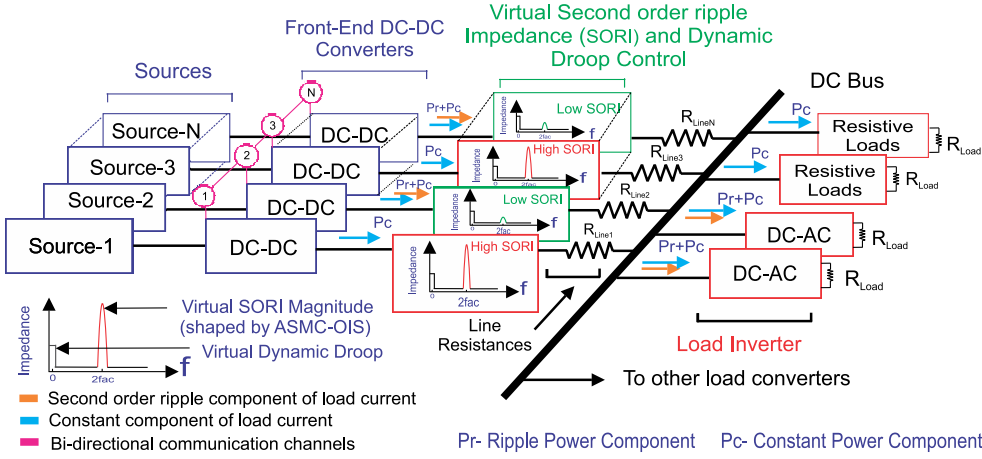 Virtual Second order ripple
Impedance (SORI) and Dynamic
Droop Control
Front-End DC-DC
Converters
Sources
DC Bus
N
3
2
1
Source-N
Source-3
Source-2
Source-1
DC-DC
DC-DC
DC-DC
DC-DC
Pr+Pc
Pc
Pr+Pc
Pc
Impedance
0
2fac
f
Low SORI
Impedance
0
2fac
f
High SORI
Impedance
0
2fac
f
Low SORI
Impedance
0
2fac
f
High SORI
RLineN
RLine3
RLine2
RLine1
Pc
Pc
Pr+Pc
Pr+Pc
Resistive
Loads
RLoad
Resistive
Loads
RLoad
DC-AC
RLoad
DC-AC
RLoad
Line
Resistances
Load Inverter
To other load converters
Impedance
0
2fac
f
Virtual SORI Magnitude
(shaped by ASMC-OIS)
Virtual Dynamic Droop
Second order ripple component of load current
Constant component of load current
Bi-directional communication channels
Pr- Ripple Power Component
Pc- Constant Power Component